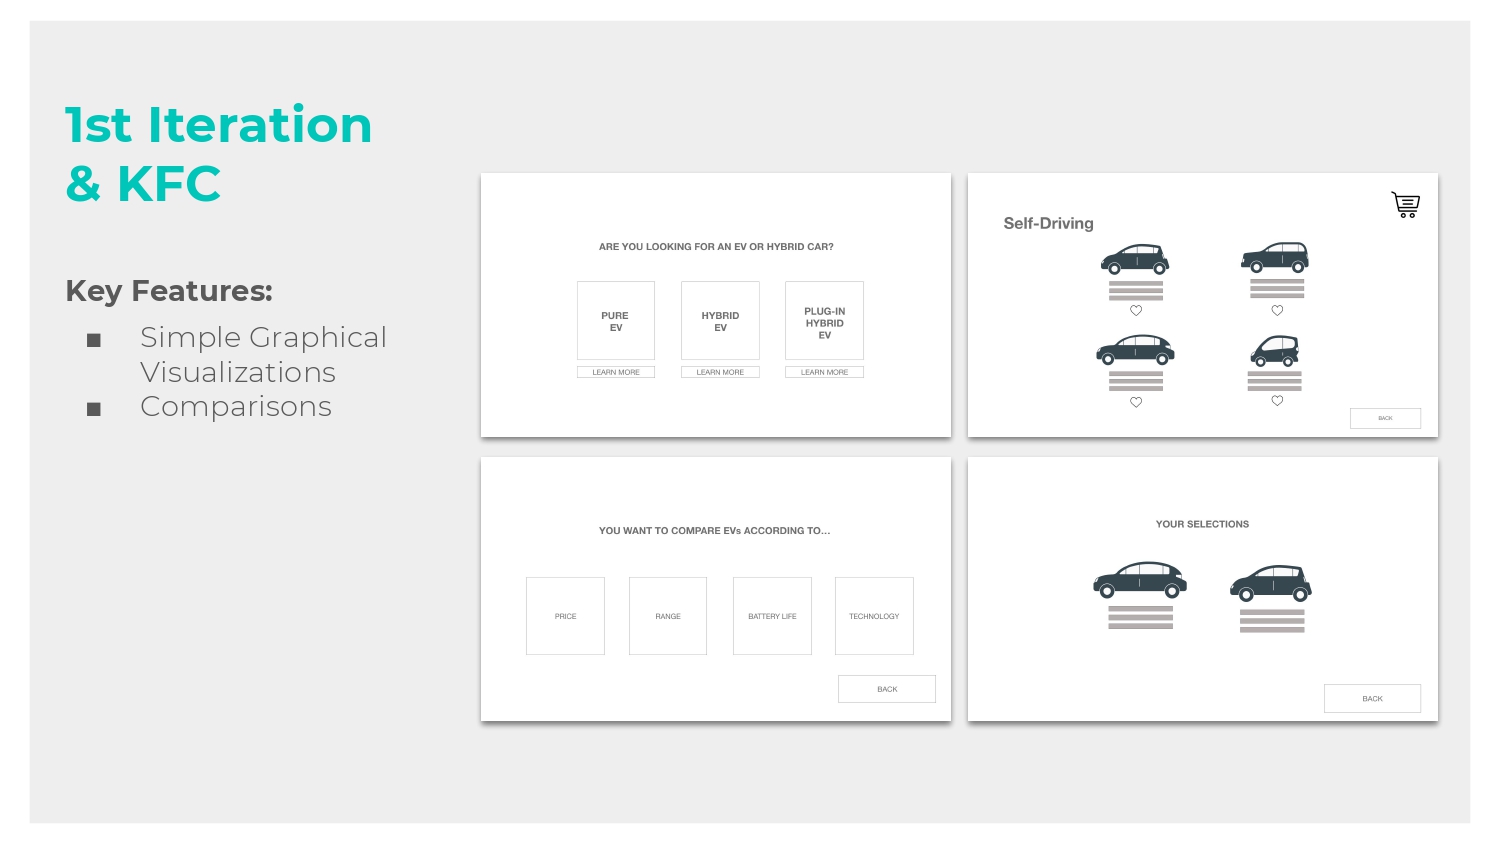 1st Iteration
& KFC
Key Features:
■ Simple Graphical
Visualizations
■ Comparisons
ARE YOU LOOKING FOR AN EV OR HYBRID CAR?
PURE
EV
HYBRID
EV
PLUG-IN
HYBRID
EV
LEARN MORE
LEARN MORE
LEARN MORE
Self-Driving
BACK
YOU WANT TO COMPARE EVs ACCORDING TO...
PRICE
RANGE
BATTERY LIFE
TECHNOLOGY
BACK
YOUR SELECTIONS
BACK